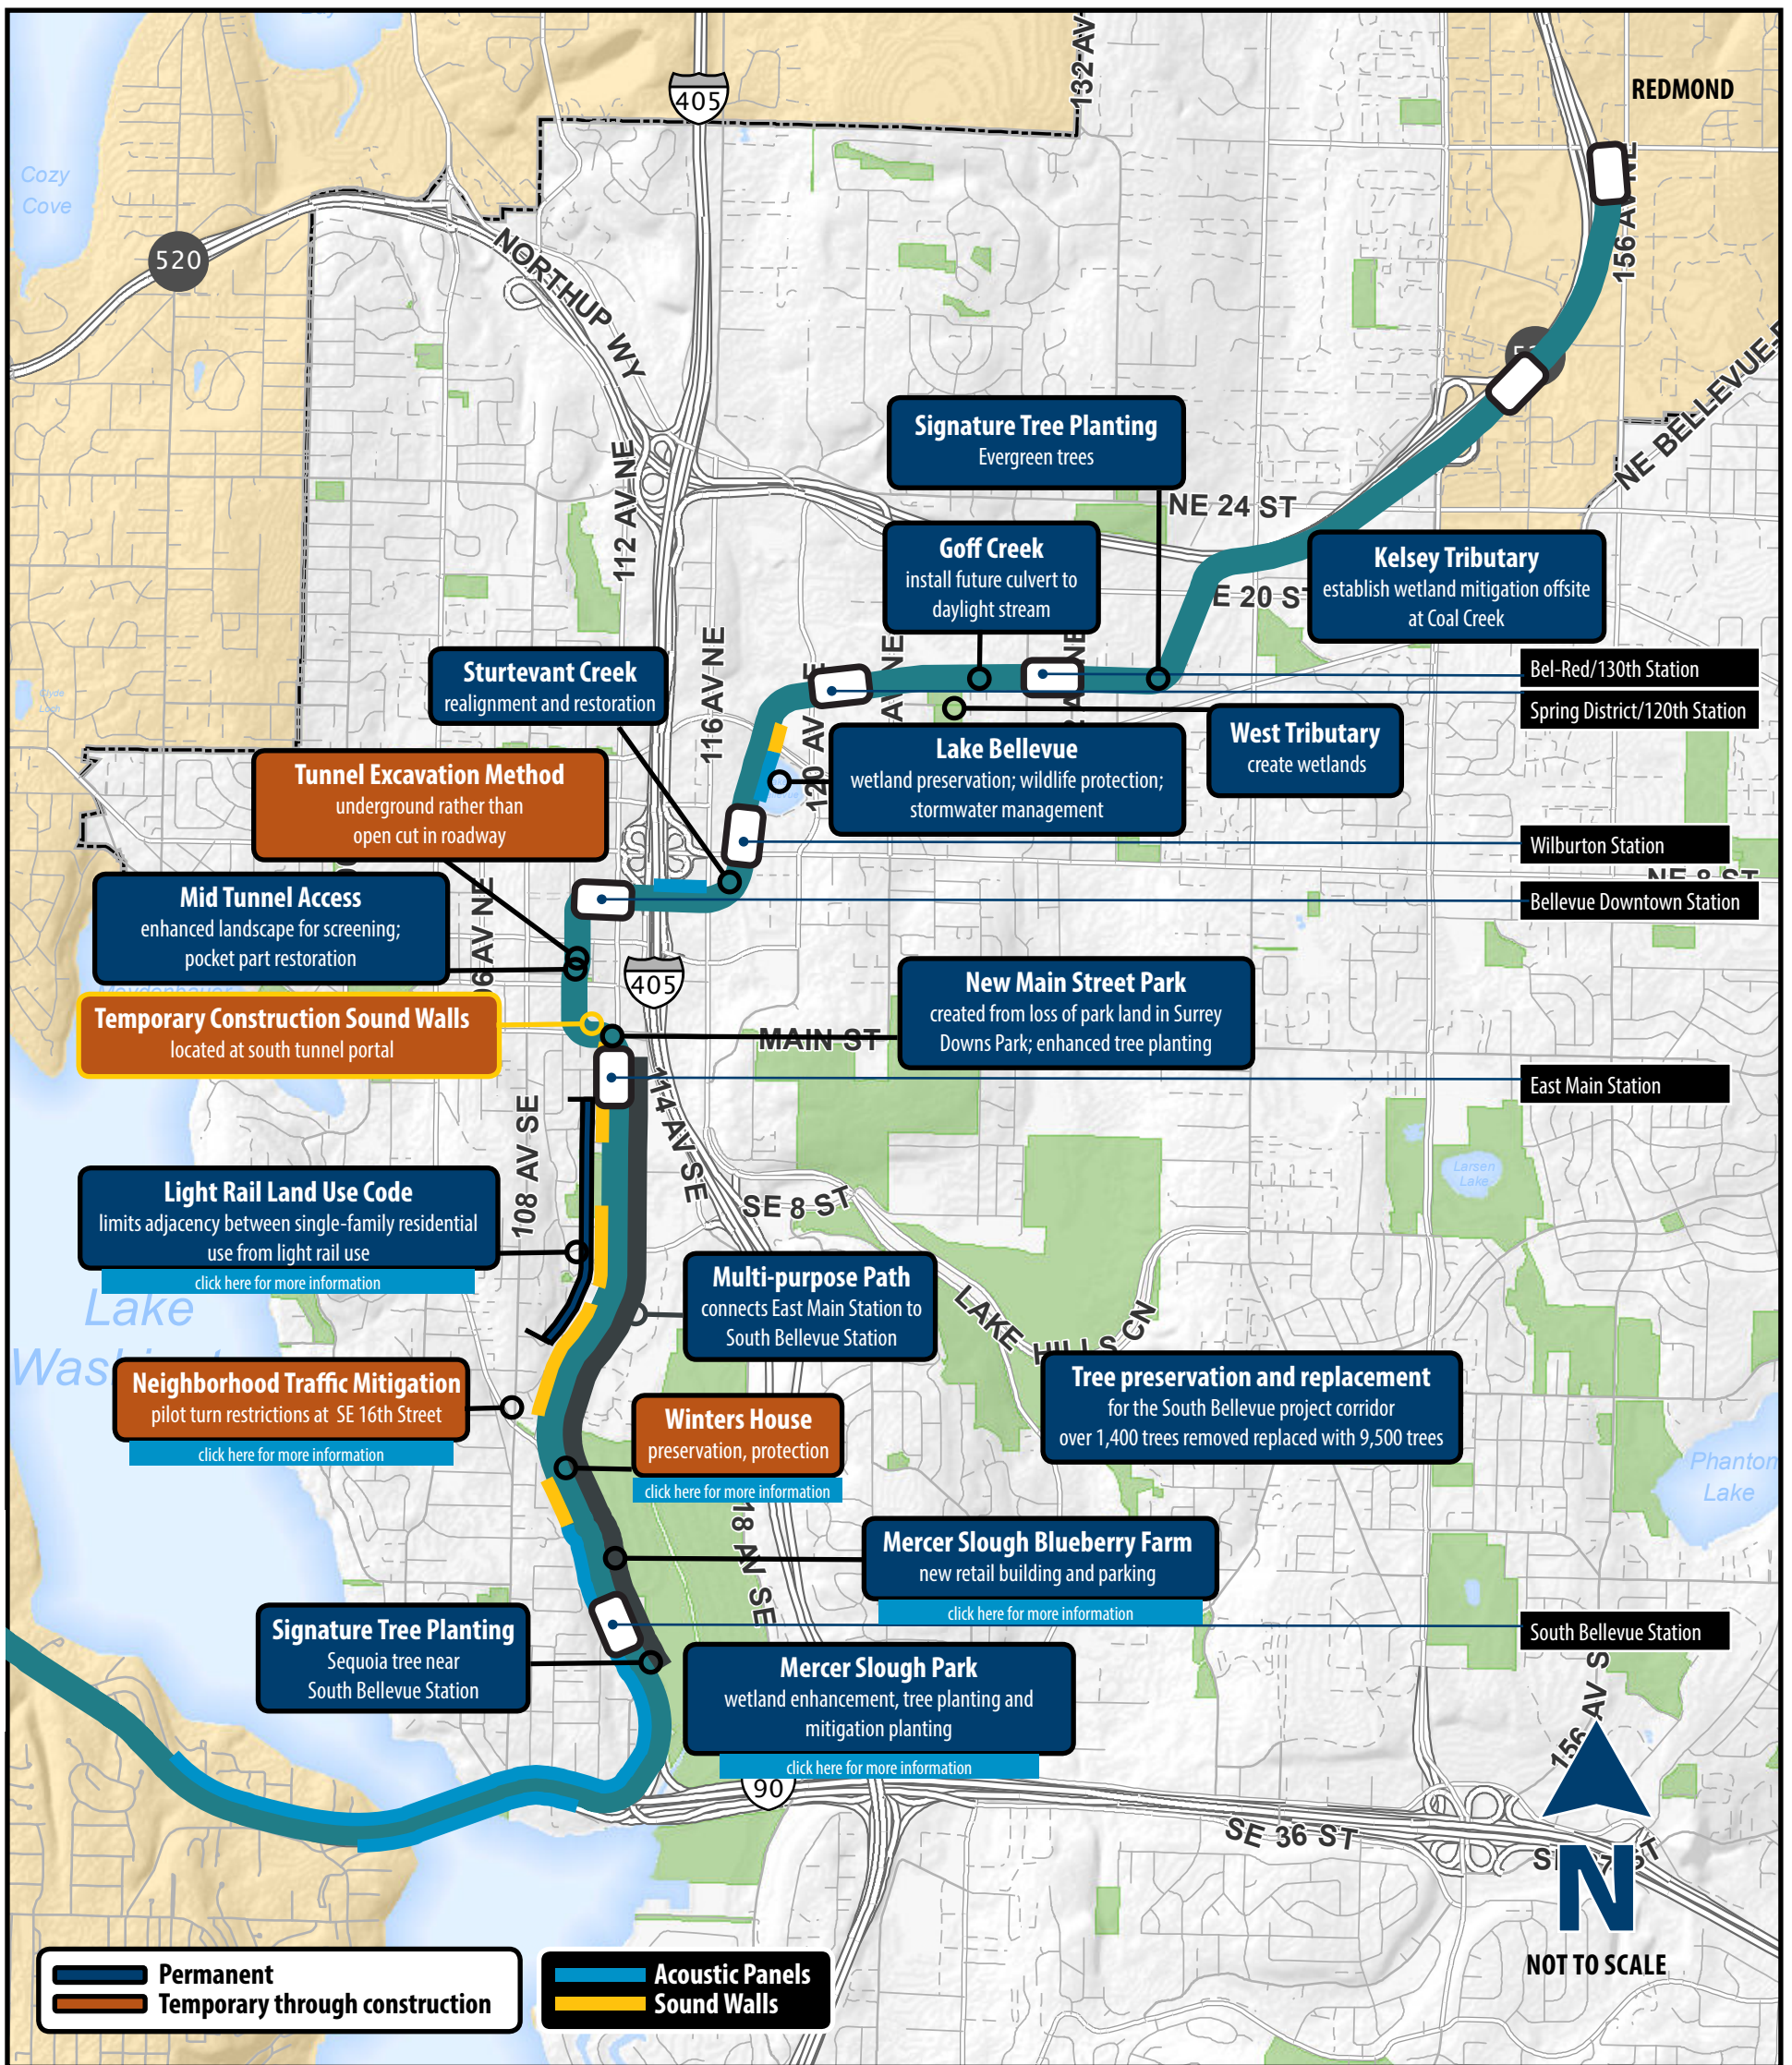 405
132 AV
REDMOND
Cozy
Cove
156 AV NE
520
NORTHUP WY
NE BELLEVUE-
Signature Tree Planting
Evergreen trees
112 AV NE
NE 24 ST
Goff Creek
install future culvert to
daylight stream
Kelsey Tributary
establish wetland mitigation offsite
at Coal Creek
E 20 ST
116 AV NE
Sturtevant Creek
realignment and restoration
Bel-Red/130th Station
Spring District/120th Station
120 AV
West Tributary
create wetlands
Lake Bellevue
wetland preservation; wildlife protection;
stormwater management
Tunnel Excavation Method
underground rather than
open cut in roadway
Wilburton Station
NE 8 ST
Mid Tunnel Access
enhanced landscape for screening;
pocket part restoration
Bellevue Downtown Station
405
New Main Street Park
created from loss of park land in Surrey
Downs Park; enhanced tree planting
Temporary Construction Sound Walls
located at south tunnel portal
MAIN ST
East Main Station
114 AV SE
108 AV SE
Larsen
Lake
Light Rail Land Use Code
limits adjacency between single-family residential
use from light rail use
click here for more information
SE 8 ST
Multi-purpose Path
connects East Main Station to
South Bellevue Station
Lake
LAKE HILLS CN
Neighborhood Traffic Mitigation
pilot turn restrictions at SE 16th Street
click here for more information
Tree preservation and replacement
for the South Bellevue project corridor
over 1,400 trees removed replaced with 9,500 trees
Winters House
preservation, protection
click here for more information
Phantom
Lake
18 AV SE
Mercer Slough Blueberry Farm
new retail building and parking
click here for more information
Signature Tree Planting
Sequoia tree near
South Bellevue Station
South Bellevue Station
Mercer Slough Park
wetland enhancement, tree planting and
mitigation planting
click here for more information
156 AV S
90
SE 36 ST
N
NOT TO SCALE
Permanent
Temporary through construction
Acoustic Panels
Sound Walls